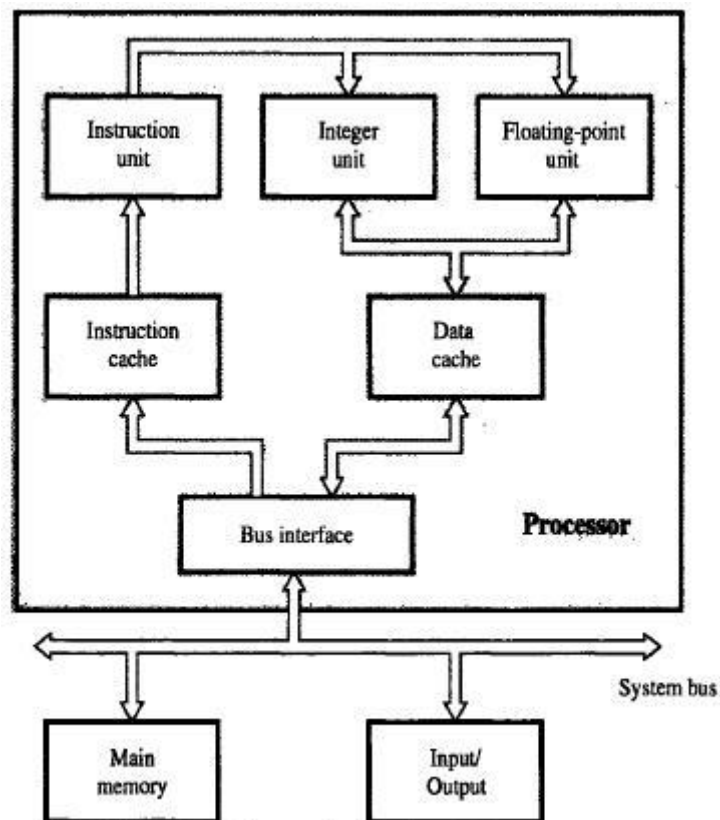 Instruction
unit
Integer
unit
Floating-point
unit
Instruction
cache
Data
cache
Bus interface
Processor
System bus
Main
memory
Input/
Output